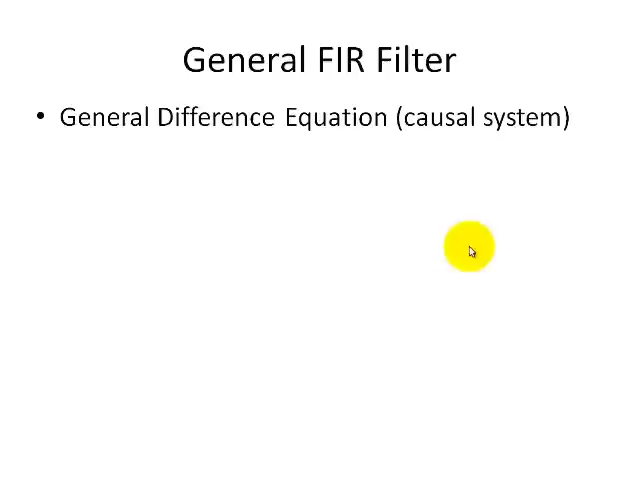 General FIR Filter
• General Difference Equation (causal system)